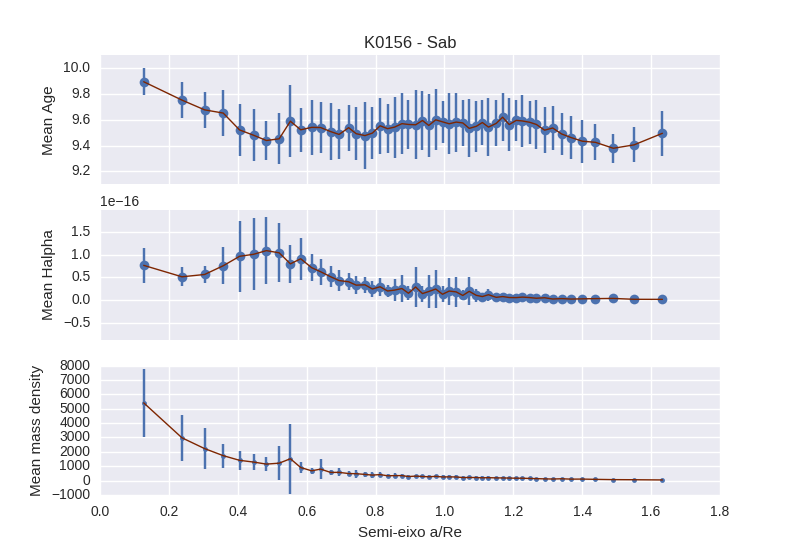 K0156 - Sab
Mean Age
10.0
9.8
9.6
9.4
9.2
1e−16
Mean Halpha
1.5
1.0
0.5
0.0
−0.5
Mean mass density
8000
7000
6000
5000
4000
3000
2000
1000
0
−1000
0.0 0.2 0.4 0.6 0.8 1.0 1.2 1.4 1.6 1.8
Semi-eixo a/Re